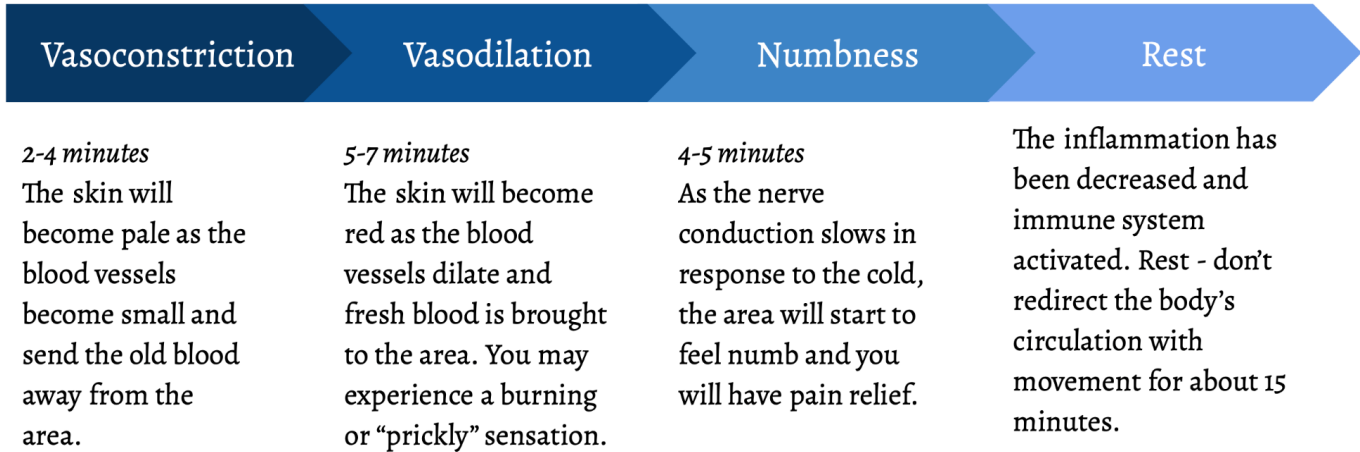 Vasoconstriction
Vasodilation
Numbness
Rest
2-4 minutes
The skin will
become pale as the
blood vessels
become small and
send the old blood
away from the
area.
5-7 minutes
The skin will become
red as the blood
vessels dilate and
fresh blood is brought
to the area. You may
experience a burning
or “prickly” sensation.
4-5 minutes
As the nerve
conduction slows in
response to the cold,
the area will start to
feel numb and you
will have pain relief.
The inflammation has
been decreased and
immune system
activated. Rest - don’t
redirect the body’s
circulation with
movement for about 15
minutes.